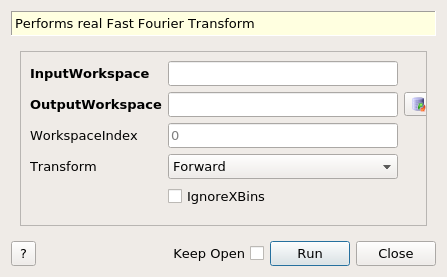 Performs real Fast Fourier Transform
InputWorkspace
OutputWorkspace
WorkspaceIndex 0
Transform Forward
IgnoreXBins
? Keep Open Run Close